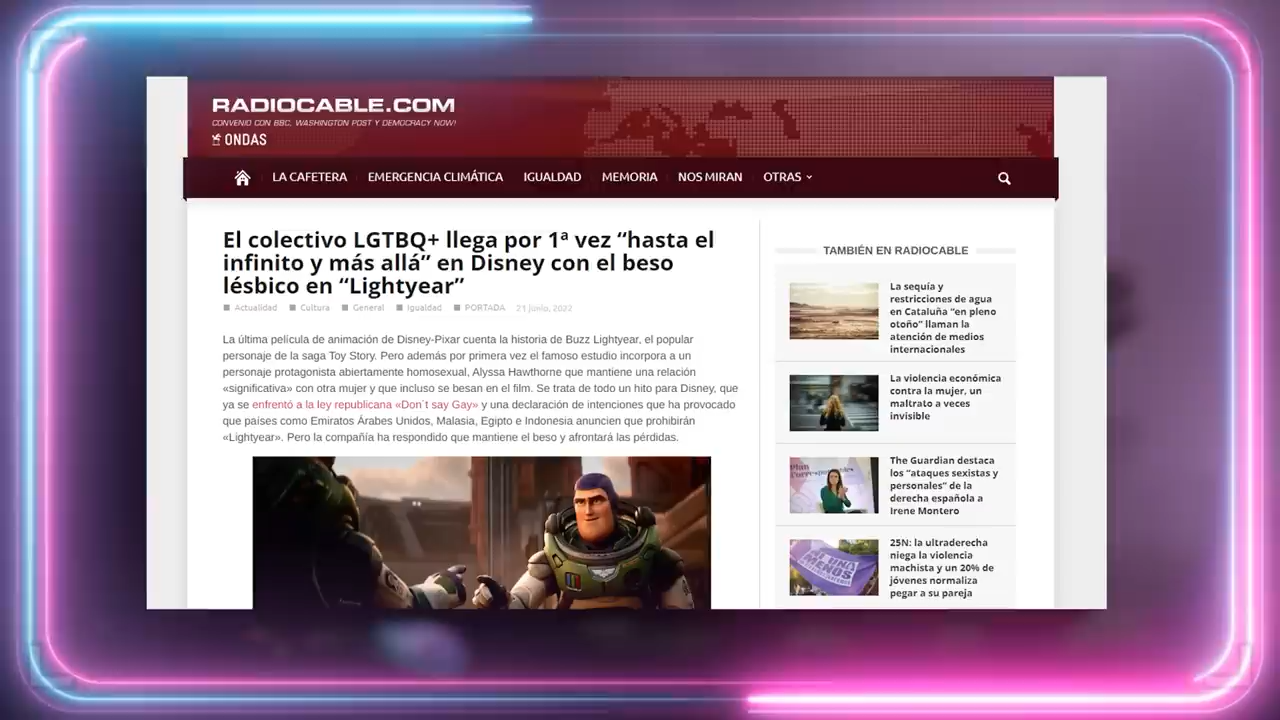 RADIOCABLE.COM
CONVENIO CON BBC, WASHINGTON POST Y DEMOCRACY NOW!
ONDAS
LA CAFETERA EMERGENCIA CLIMÁTICA IGUALDAD MEMORIA NOS MIRAN OTRAS
El colectivo LGTBQ+ llega por 1ª vez “hasta el
infinito y más allá” en Disney con el beso
lésbico en “Lightyear”
Actualidad Cultura General Igualdad PORTADA 21 junio, 2022
La última película de animación de Disney-Pixar cuenta la historia de Buzz Lightyear, el popular
personaje de la saga Toy Story. Pero además por primera vez el famoso estudio incorpora a un
personaje protagonista abiertamente homosexual, Alyssa Hawthorne que mantiene una relación
«significativa» con otra mujer y que incluso se besan en el film. Se trata de todo un hito para Disney, que
ya se enfrentó a la ley republicana «Don´t say Gay» y una declaración de intenciones que ha provocado
que países como Emiratos Árabes Unidos, Malasia, Egipto e Indonesia anuncien que prohibirán
«Lightyear». Pero la compañía ha respondido que mantiene el beso y afrontará las pérdidas.
TAMBIÉN EN RADIOCABLE
La sequía y
restricciones de agua
en Cataluña “en pleno
otoño” llaman la
atención de medios
internacionales
La violencia económica
contra la mujer, un
maltrato a veces
invisible
The Guardian destaca
los “ataques sexistas y
personales” de la
derecha española a
Irene Montero
25N: la ultraderecha
niega la violencia
machista y un 20% de
jóvenes normaliza
pegar a su pareja